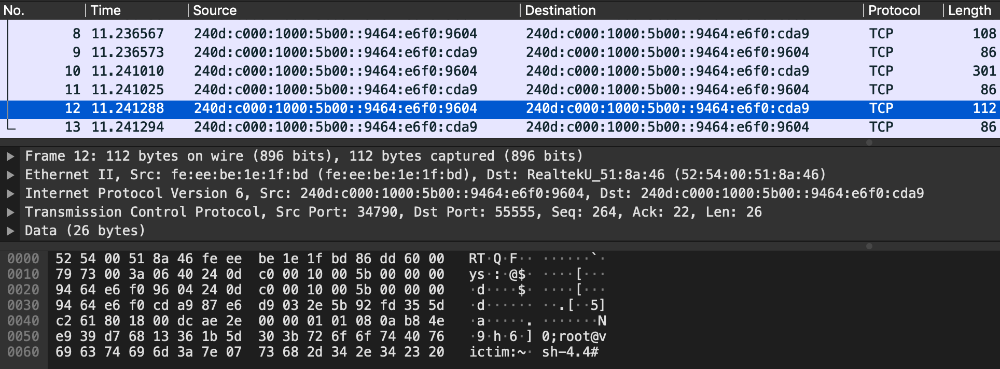 No. Time Source Destination Protocol Length
8 11.236567 240d:c000:1000:5b00::9464:e6f0:9604 240d:c000:1000:5b00::9464:e6f0:cda9 TCP 108
9 11.236573 240d:c000:1000:5b00::9464:e6f0:cda9 240d:c000:1000:5b00::9464:e6f0:9604 TCP 86
10 11.241010 240d:c000:1000:5b00::9464:e6f0:9604 240d:c000:1000:5b00::9464:e6f0:cda9 TCP 301
11 11.241025 240d:c000:1000:5b00::9464:e6f0:cda9 240d:c000:1000:5b00::9464:e6f0:9604 TCP 86
12 11.241288 240d:c000:1000:5b00::9464:e6f0:9604 240d:c000:1000:5b00::9464:e6f0:cda9 TCP 112
13 11.241294 240d:c000:1000:5b00::9464:e6f0:cda9 240d:c000:1000:5b00::9464:e6f0:9604 TCP 86
Frame 12: 112 bytes on wire (896 bits), 112 bytes captured (896 bits)
Ethernet II, Src: fe:ee:be:1e:1f:bd (fe:ee:be:1e:1f:bd), Dst: RealtekU_51:8a:46 (52:54:00:51:8a:46)
Internet Protocol Version 6, Src: 240d:c000:1000:5b00::9464:e6f0:9604, Dst: 240d:c000:1000:5b00::9464:e6f0:cda9
Transmission Control Protocol, Src Port: 34790, Dst Port: 55555, Seq: 264, Ack: 22, Len: 26
Data (26 bytes)
0000 52 54 00 51 8a 46 fe ee be 1e 1f bd 86 dd 60 00 RT·Q·F·· ······`·
0010 79 73 00 3a 06 40 24 0d c0 00 10 00 5b 00 00 00 ys·:·@$· ····[···
0020 94 64 e6 f0 96 04 24 0d c0 00 10 00 5b 00 00 00 ·d····$· ····[···
0030 94 64 e6 f0 cd a9 87 e6 d9 03 2e 5b 92 fd 35 5d ·d······ ··.[··5]
0040 c2 61 80 18 00 dc ae 2e 00 00 01 01 08 0a b8 4e ·a·····. ·······N
0050 e9 39 d7 68 13 36 1b 5d 30 3b 72 6f 6f 74 40 76 ·9·h·6·] 0;root@v
0060 69 63 74 69 6d 3a 7e 07 73 68 2d 34 2e 34 23 20 ictim:~· sh-4.4#